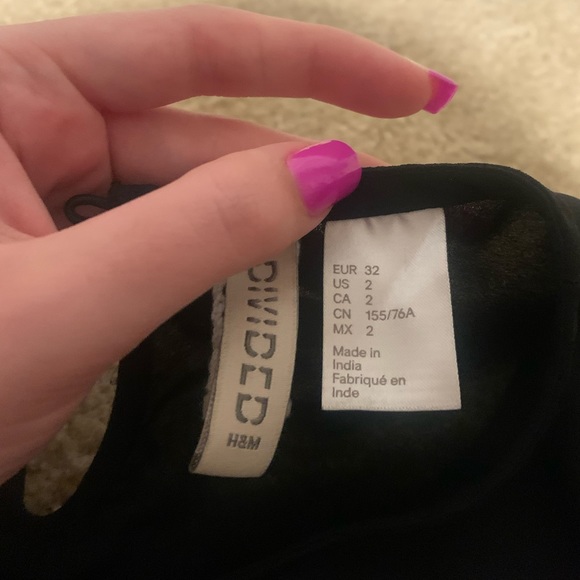 DIVIDED
H&M
EUR 32
US 2
CA 2
CN 155/76A
MX 2
Made in
India
Fabriqué en
Inde